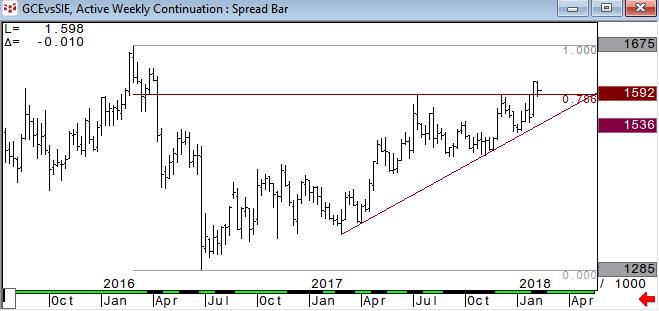 GCEvsSIE, Active Weekly Continuation : Spread Bar
L= 1.598
Δ= -0.010
1675
1.000
1592
0.786
1536
1285
0.000
2016 2017 2018 / 1000
Oct Jan Apr Jul Oct Jan Apr Jul Oct Jan Apr